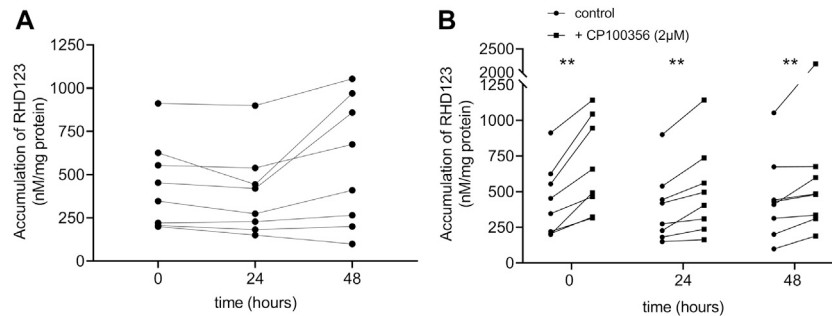 A
Accumulation of RHD123
(nM/mg protein)
1250
1000
750
500
250
0
0 24 48
time (hours)
B
control
+ CP100356 (2µM)
Accumulation of RHD123
(nM/mg protein)
2500
2000
1250
1000
750
500
250
0
** ** **
0 24 48
time (hours)